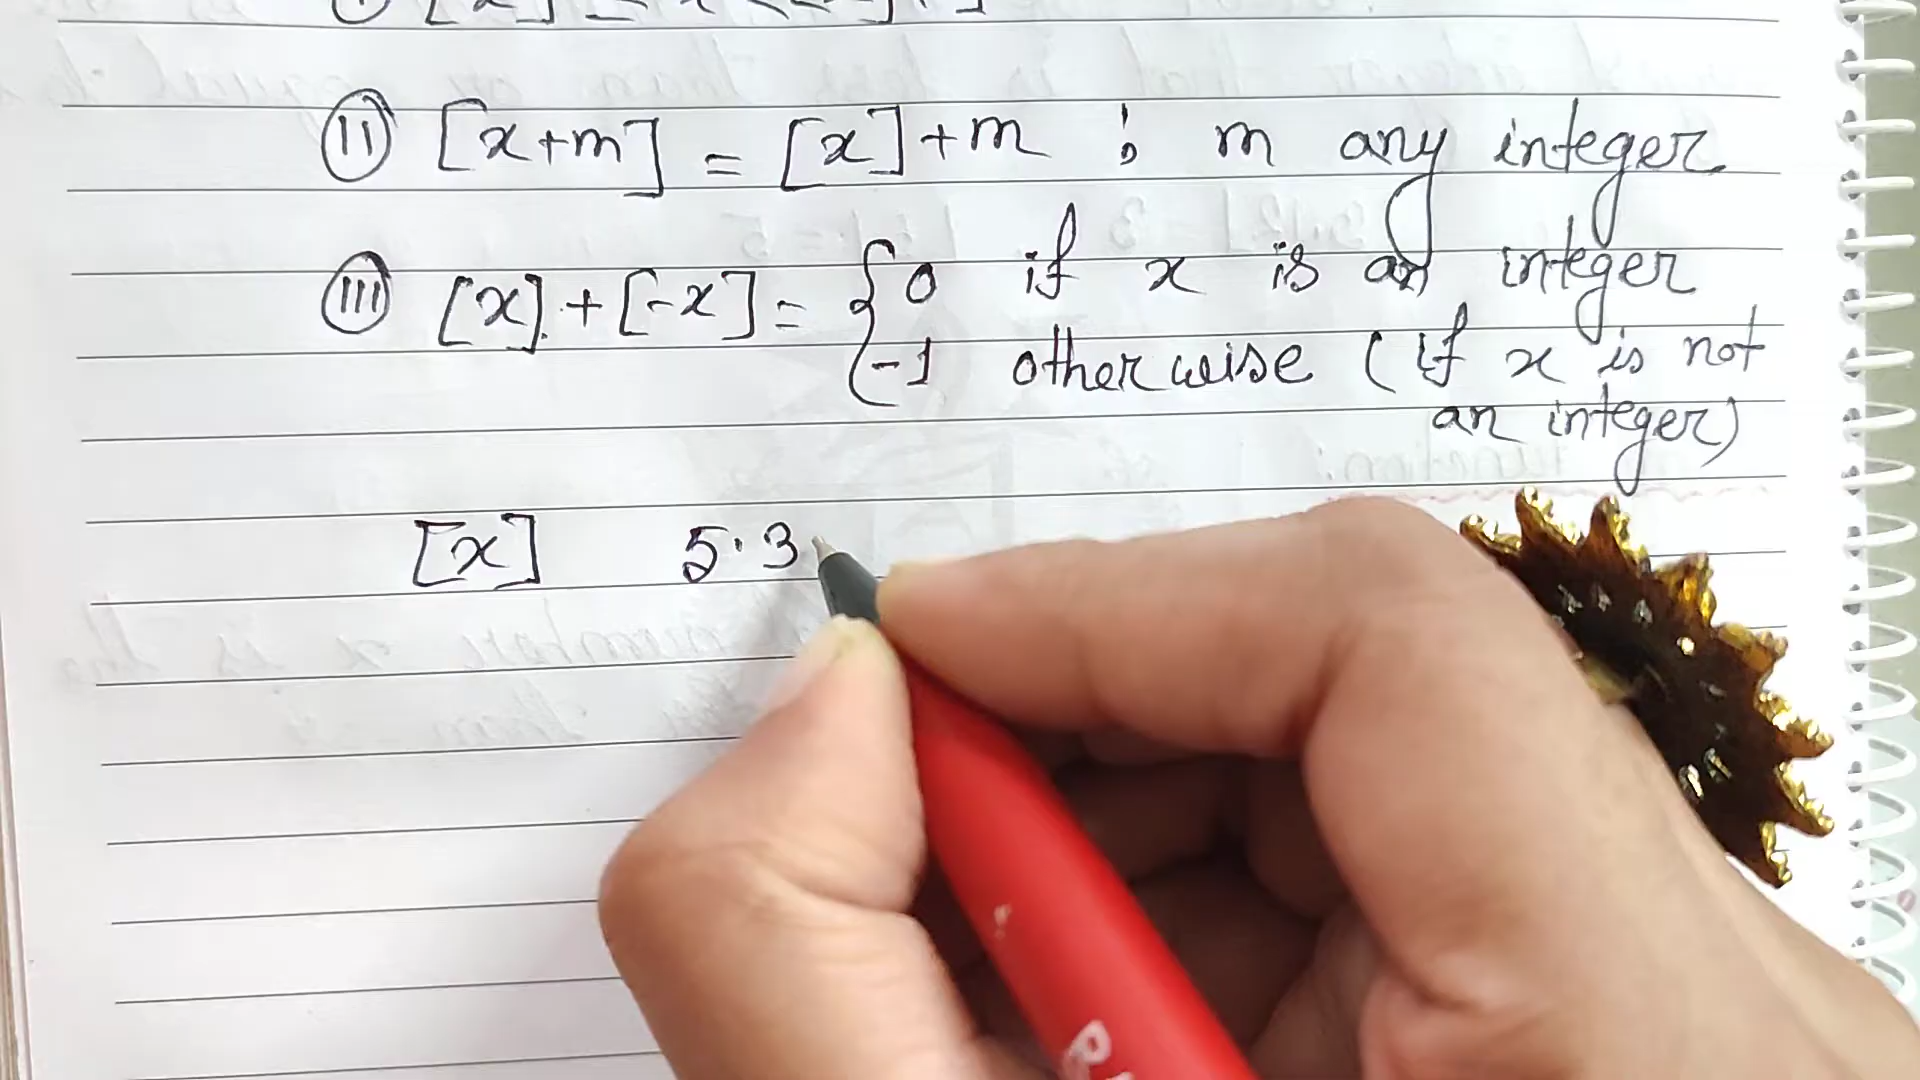 (II) [x+m] = [x]+m ; m any integer
(III) [x]+[-x] = { 0 if x is an integer
-1 otherwise (if x is not
an integer)
[x] 5.3